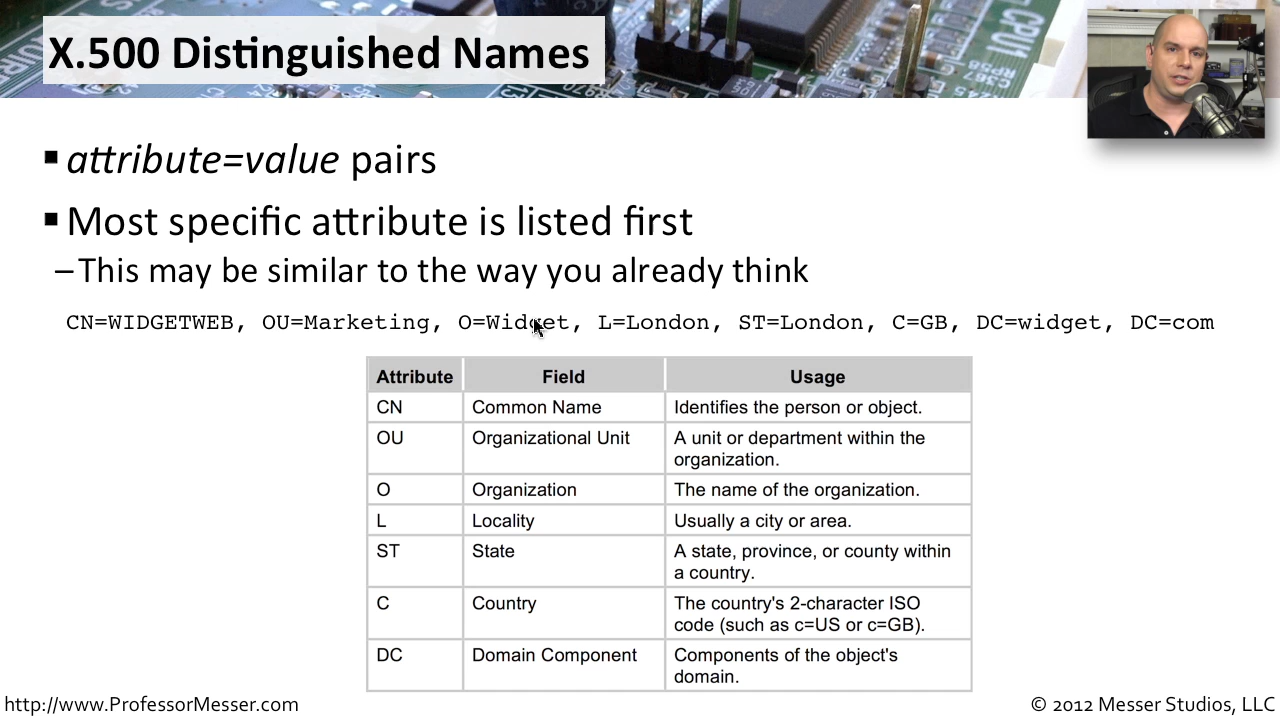 X.500 Distinguished Names
▪ attribute=value pairs
▪ Most specific attribute is listed first
– This may be similar to the way you already think
CN=WIDGETWEB, OU=Marketing, O=Widget, L=London, ST=London, C=GB, DC=widget, DC=com
Attribute Field Usage
CN Common Name Identifies the person or object.
OU Organizational Unit A unit or department within the
organization.
O Organization The name of the organization.
L Locality Usually a city or area.
ST State A state, province, or county within
a country.
C Country The country's 2-character ISO
code (such as c=US or c=GB).
DC Domain Component Components of the object's
domain.
http://www.ProfessorMesser.com
© 2012 Messer Studios, LLC